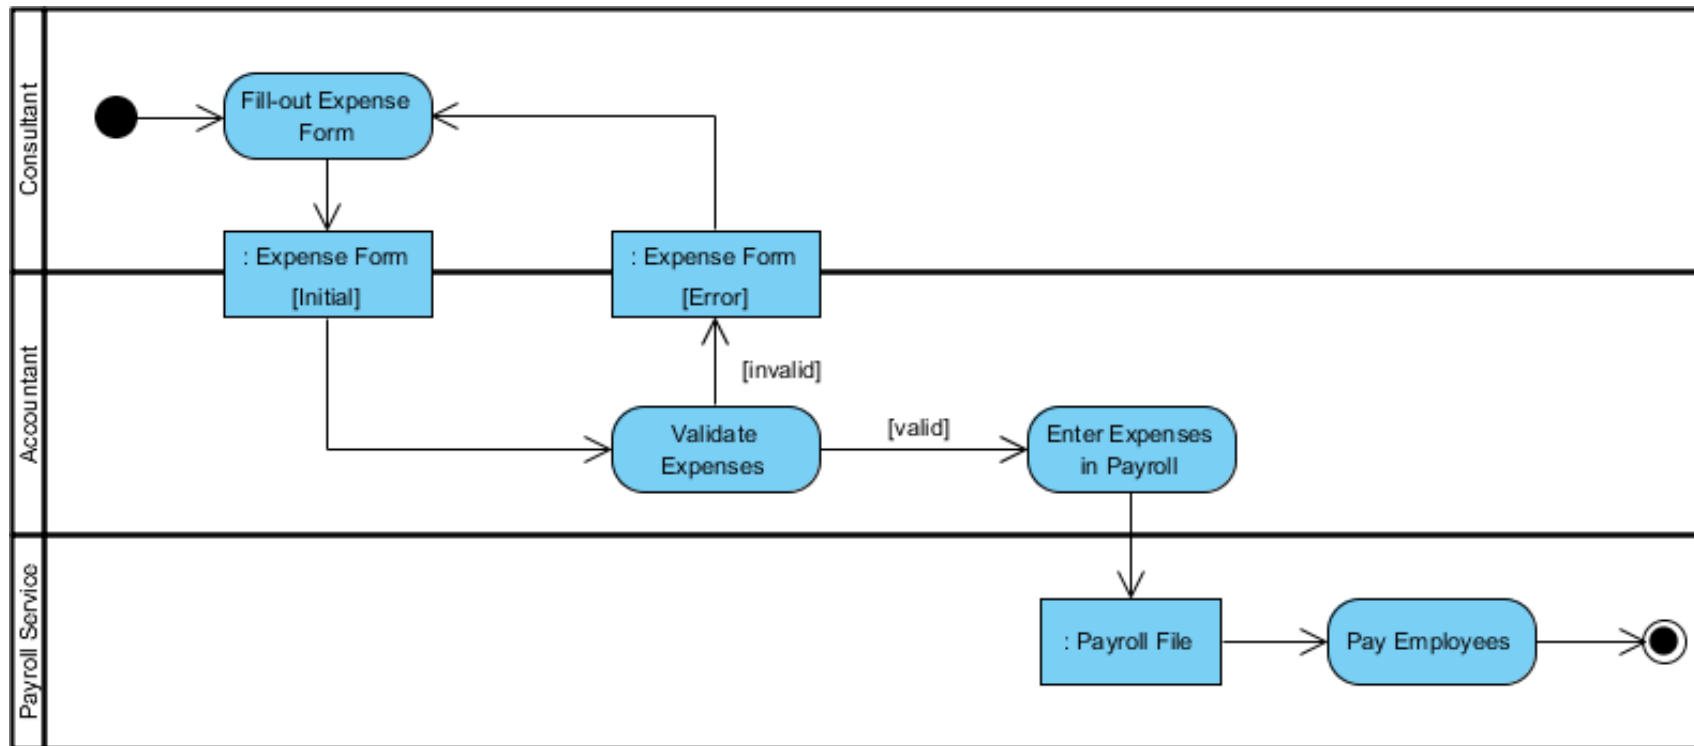 Consultant
Fill-out Expense
Form
: Expense Form
[Initial]
: Expense Form
[Error]
Accountant
[invalid]
Validate
Expenses
[valid]
Enter Expenses
in Payroll
Payroll Service
: Payroll File
Pay Employees